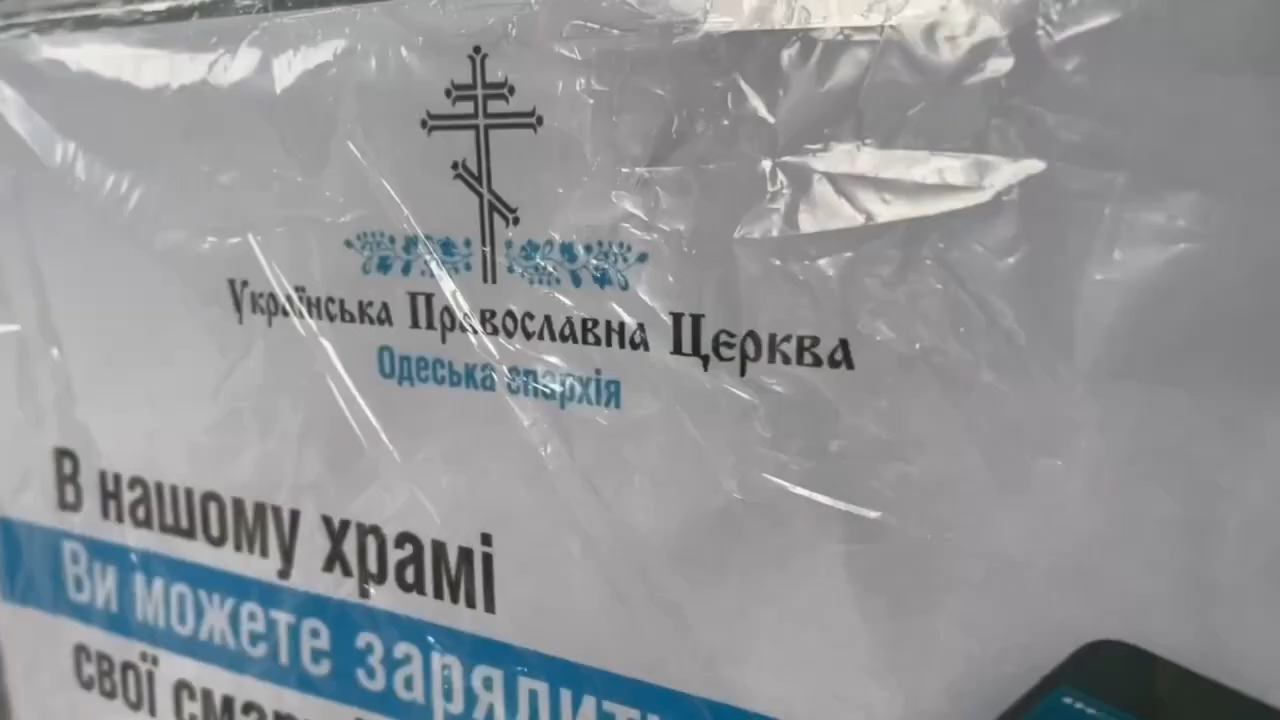 Українська Православна Церква
Одеська єпархія
В нашому храмі
Ви можете зарядити
свої